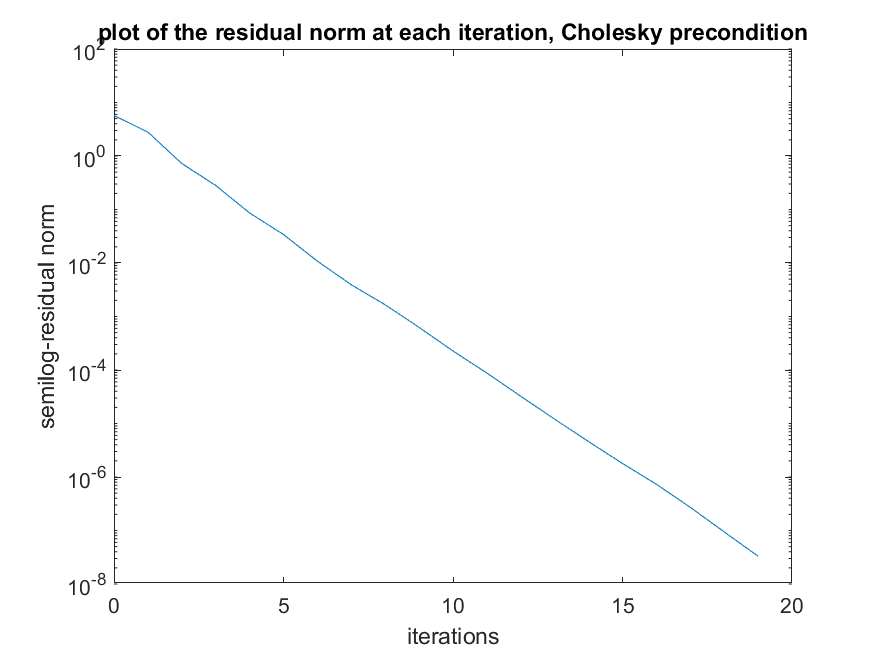 plot of the residual norm at each iteration, Cholesky precondition
10^2
10^0
10^-2
10^-4
10^-6
10^-8
semilog-residual norm
0 5 10 15 20
iterations